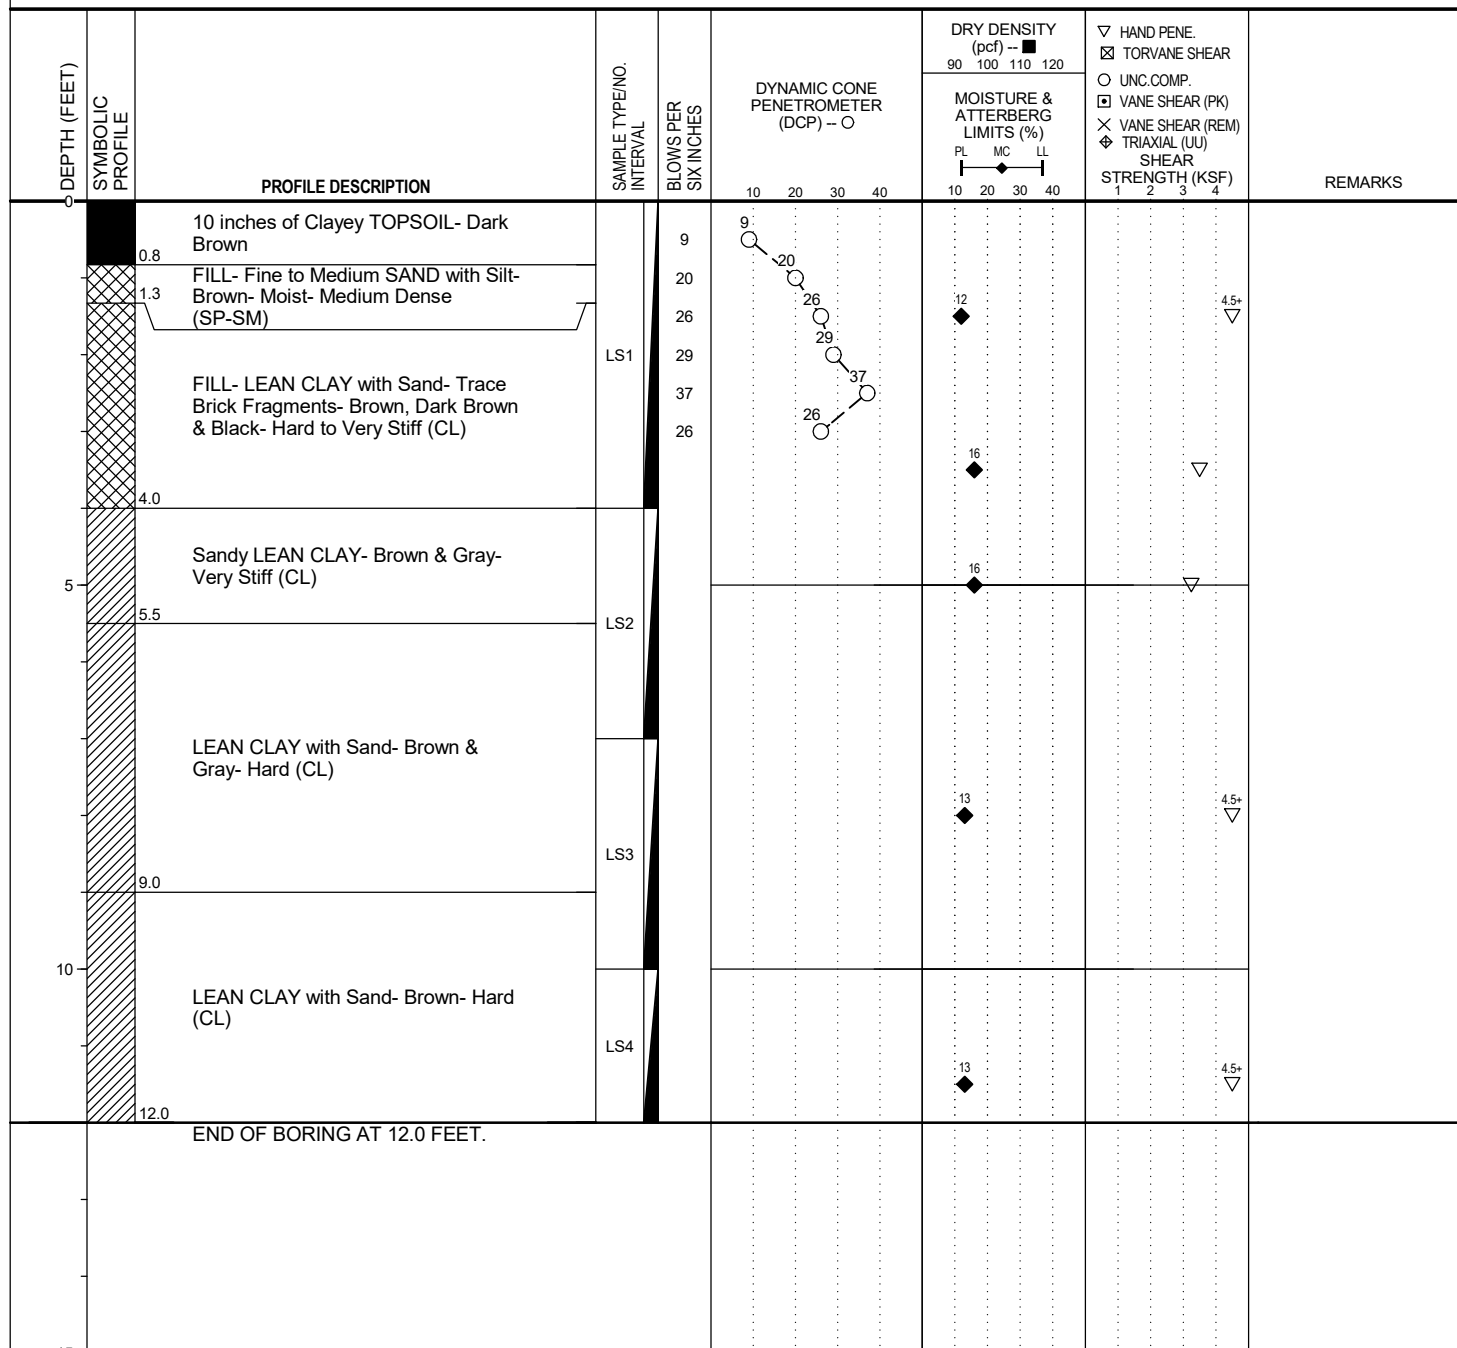 DEPTH (FEET)
SYMBOLIC
PROFILE
PROFILE DESCRIPTION
SAMPLE TYPE/NO.
INTERVAL
BLOWS PER
SIX INCHES
DYNAMIC CONE
PENETROMETER
(DCP) -- O
10 20 30 40
DRY DENSITY
(pcf) -- ■
90 100 110 120
MOISTURE &
ATTERBERG
LIMITS (%)
PL MC LL
10 20 30 40
HAND PENE.
TORVANE SHEAR
UNC.COMP.
VANE SHEAR (PK)
VANE SHEAR (REM)
TRIAXIAL (UU)
SHEAR
STRENGTH (KSF)
1 2 3 4
REMARKS
0
10 inches of Clayey TOPSOIL- Dark
Brown
0.8
FILL- Fine to Medium SAND with Silt-
Brown- Moist- Medium Dense
(SP-SM)
1.3
FILL- LEAN CLAY with Sand- Trace
Brick Fragments- Brown, Dark Brown
& Black- Hard to Very Stiff (CL)
4.0
LS1
9
20
26
29
37
26
9
20
26
29
37
26
12
4.5+
16
Sandy LEAN CLAY- Brown & Gray-
Very Stiff (CL)
5
5.5
LS2
16
LEAN CLAY with Sand- Brown &
Gray- Hard (CL)
13
4.5+
LS3
9.0
10
LEAN CLAY with Sand- Brown- Hard
(CL)
LS4
13
4.5+
12.0
END OF BORING AT 12.0 FEET.